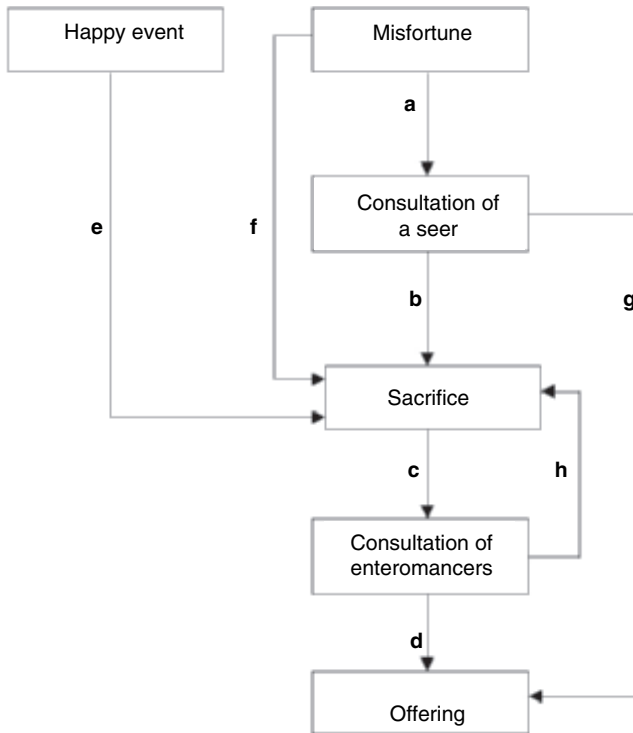 Happy event
Misfortune
a
Consultation of
a seer
e
f
b
g
Sacrifice
c
h
Consultation of
enteromancers
d
Offering